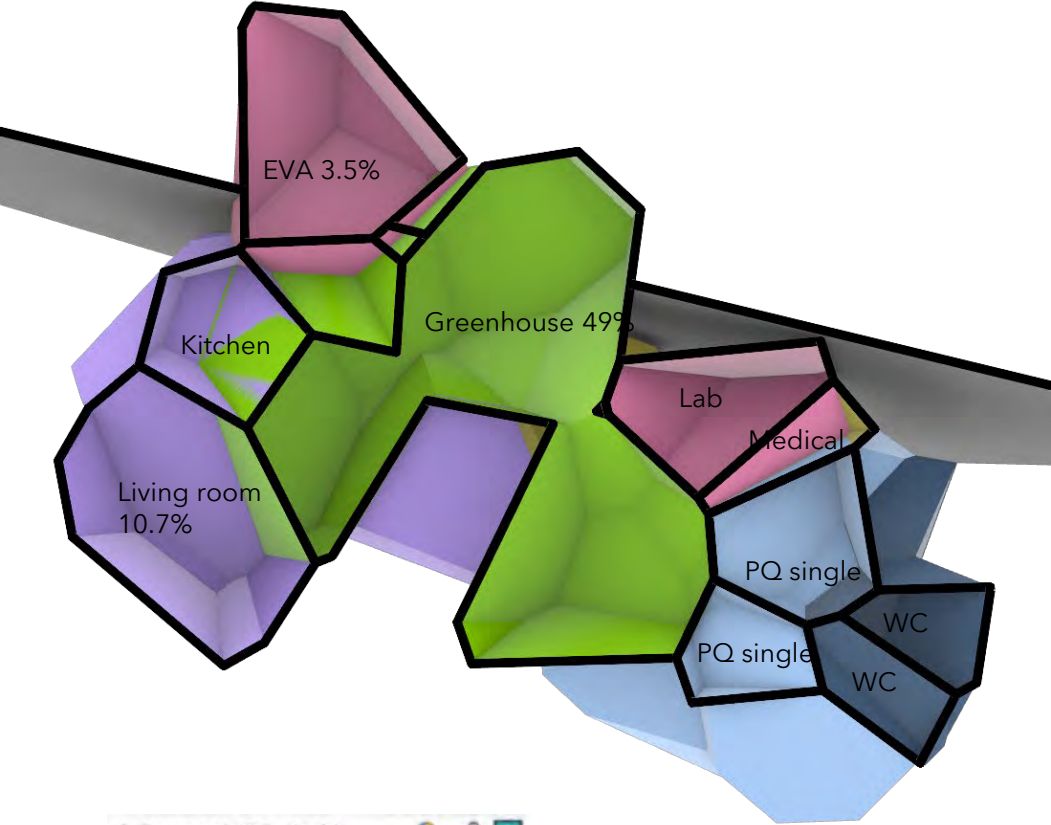 EVA 3.5%
Greenhouse 49%
Kitchen
Lab
Medical
Living room
10.7%
PQ single
WC
PQ single
WC